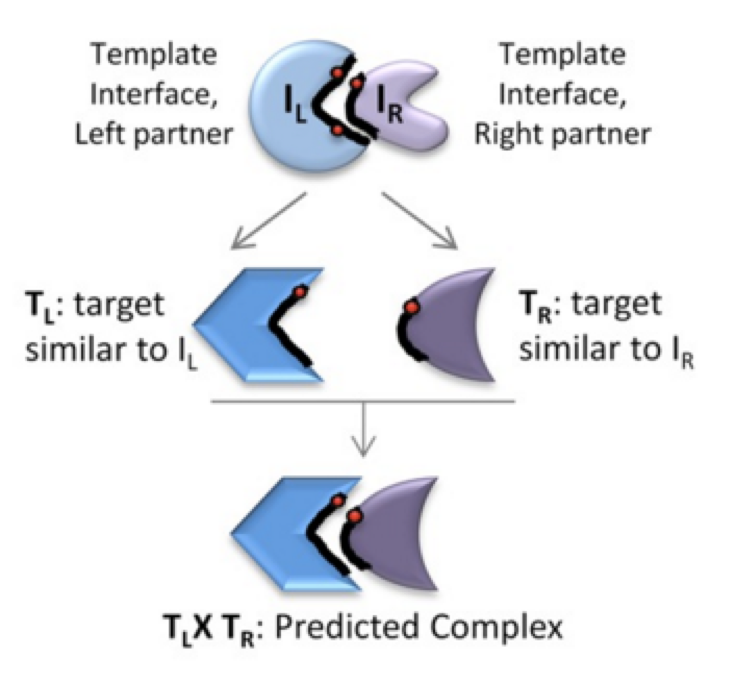 Template
Interface,
Left partner
I_L
I_R
Template
Interface,
Right partner
T_L: target
similar to I_L
T_R: target
similar to I_R
T_LX T_R: Predicted Complex